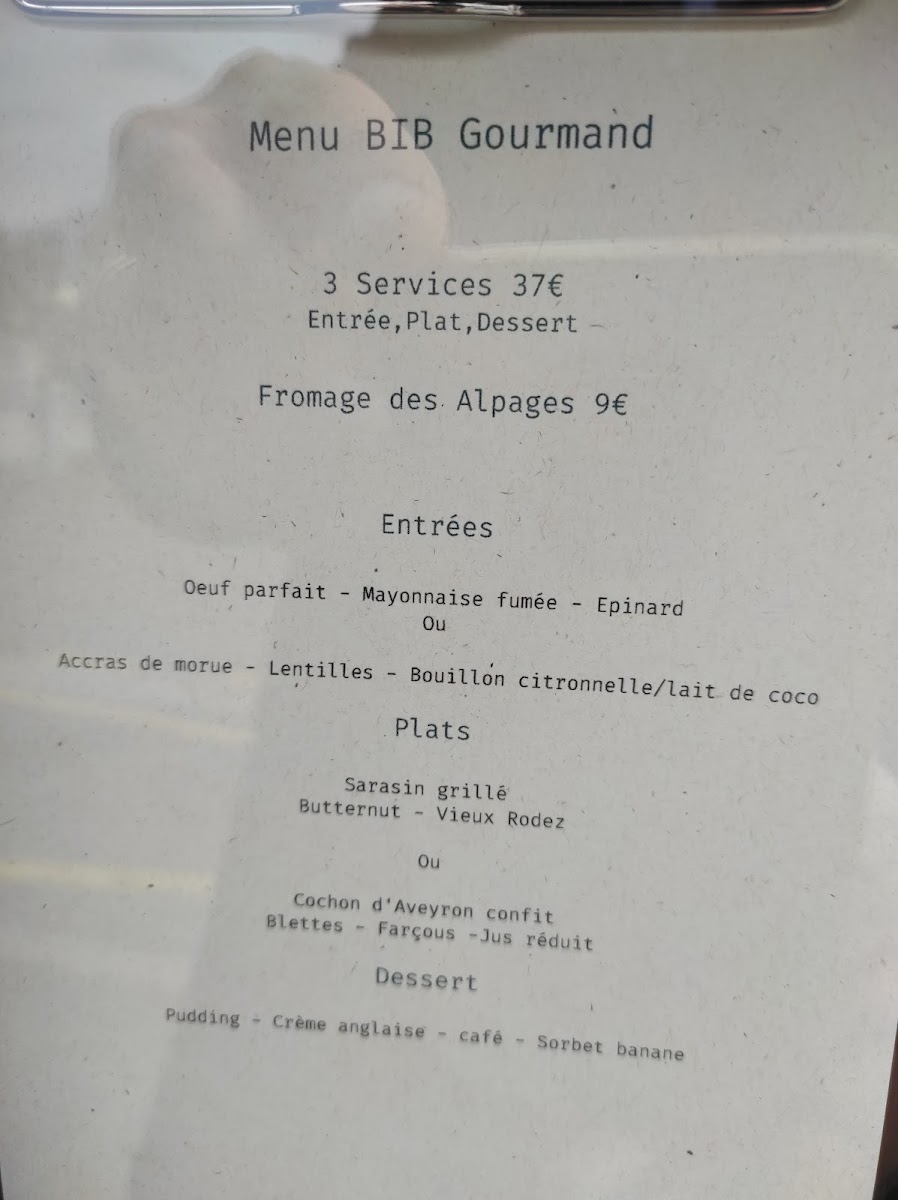 Menu BIB Gourmand
3 Services 37€
Entrée,Plat,Dessert
Fromage des Alpages 9€
Entrées
Oeuf parfait - Mayonnaise fumée - Epinard
Ou
Accras de morue - Lentilles - Bouillon citronnelle/lait de coco
Plats
Sarasin grillé
Butternut - Vieux Rodez
Ou
Cochon d'Aveyron confit
Blettes - Farçous -Jus réduit
Dessert
Pudding - Crème anglaise - café - Sorbet banane